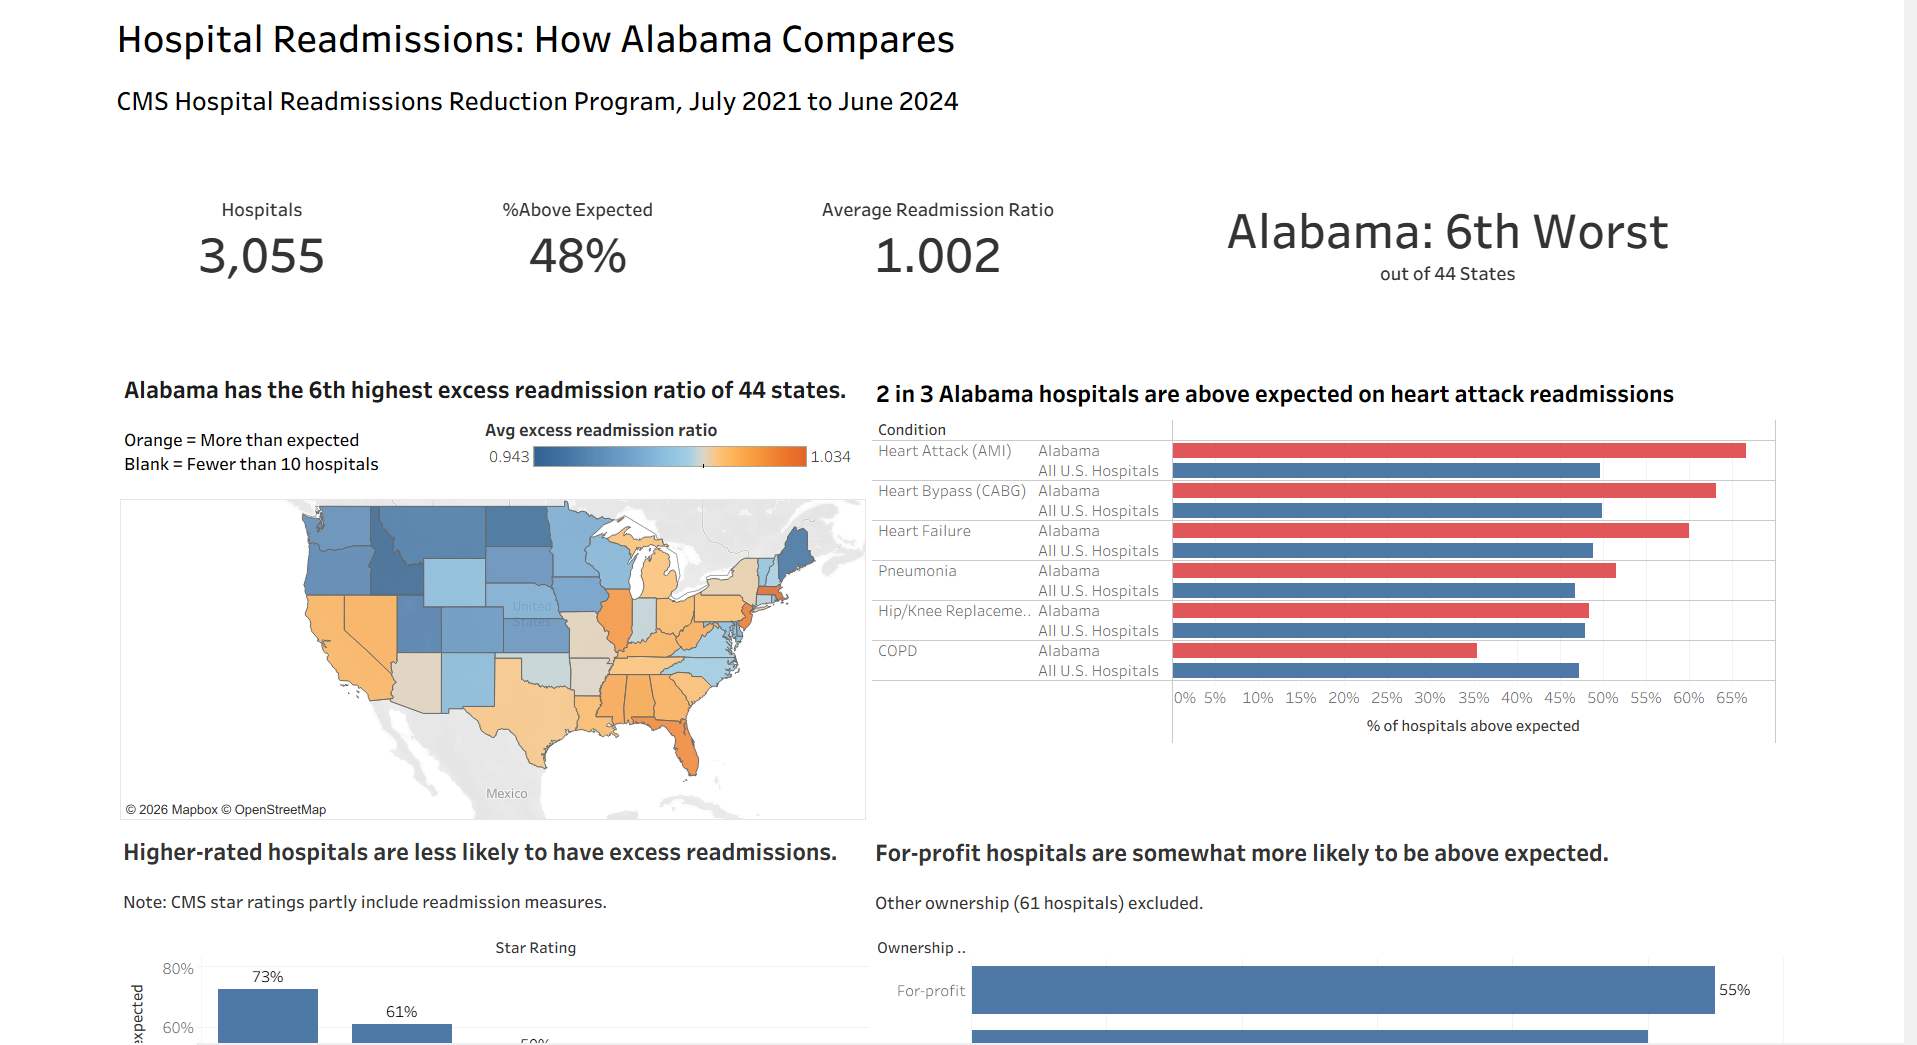 Hospital Readmissions: How Alabama Compares
CMS Hospital Readmissions Reduction Program, July 2021 to June 2024
Hospitals
3,055
%Above Expected
48%
Average Readmission Ratio
1.002
Alabama: 6th Worst
out of 44 States
Alabama has the 6th highest excess readmission ratio of 44 states.
Orange = More than expected
Blank = Fewer than 10 hospitals
Avg excess readmission ratio
0.943
1.034
United
States
Mexico
© 2026 Mapbox © OpenStreetMap
2 in 3 Alabama hospitals are above expected on heart attack readmissions
Condition
Heart Attack (AMI) Alabama
All U.S. Hospitals
Heart Bypass (CABG) Alabama
All U.S. Hospitals
Heart Failure Alabama
All U.S. Hospitals
Pneumonia Alabama
All U.S. Hospitals
Hip/Knee Replaceme.. Alabama
All U.S. Hospitals
COPD Alabama
All U.S. Hospitals
0% 5% 10% 15% 20% 25% 30% 35% 40% 45% 50% 55% 60% 65%
% of hospitals above expected
Higher-rated hospitals are less likely to have excess readmissions.
Note: CMS star ratings partly include readmission measures.
Star Rating
80%
73%
61%
60%
expected
For-profit hospitals are somewhat more likely to be above expected.
Other ownership (61 hospitals) excluded.
Ownership ..
For-profit
55%